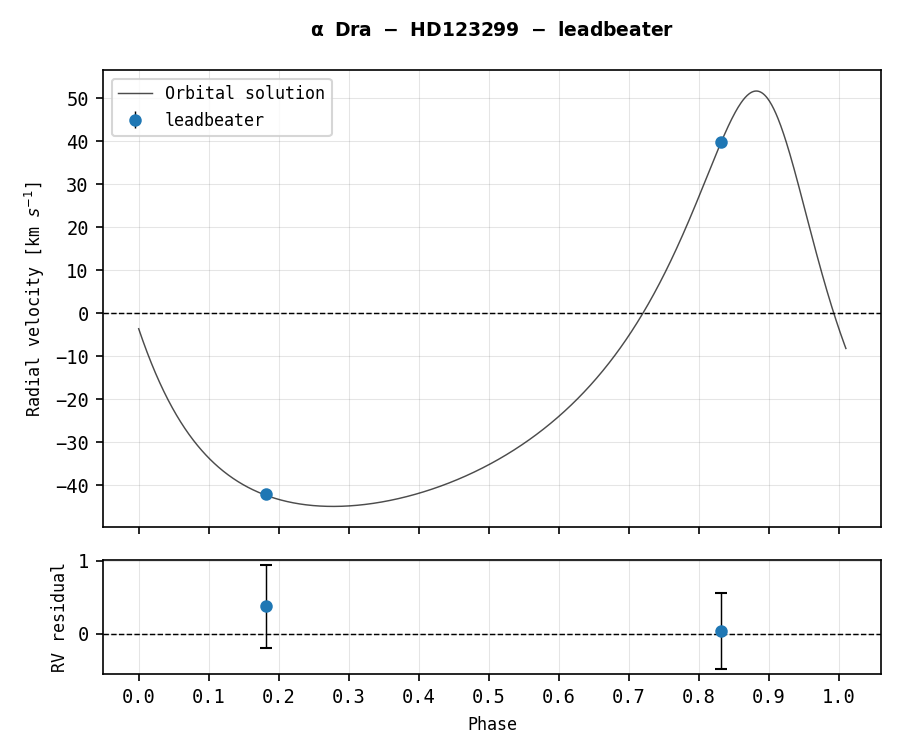 α Dra − HD123299 − leadbeater
Orbital solution
leadbeater
Radial velocity [km s⁻¹]
50
40
30
20
10
0
−10
−20
−30
−40
RV residual
1
0
0.0 0.1 0.2 0.3 0.4 0.5 0.6 0.7 0.8 0.9 1.0
Phase